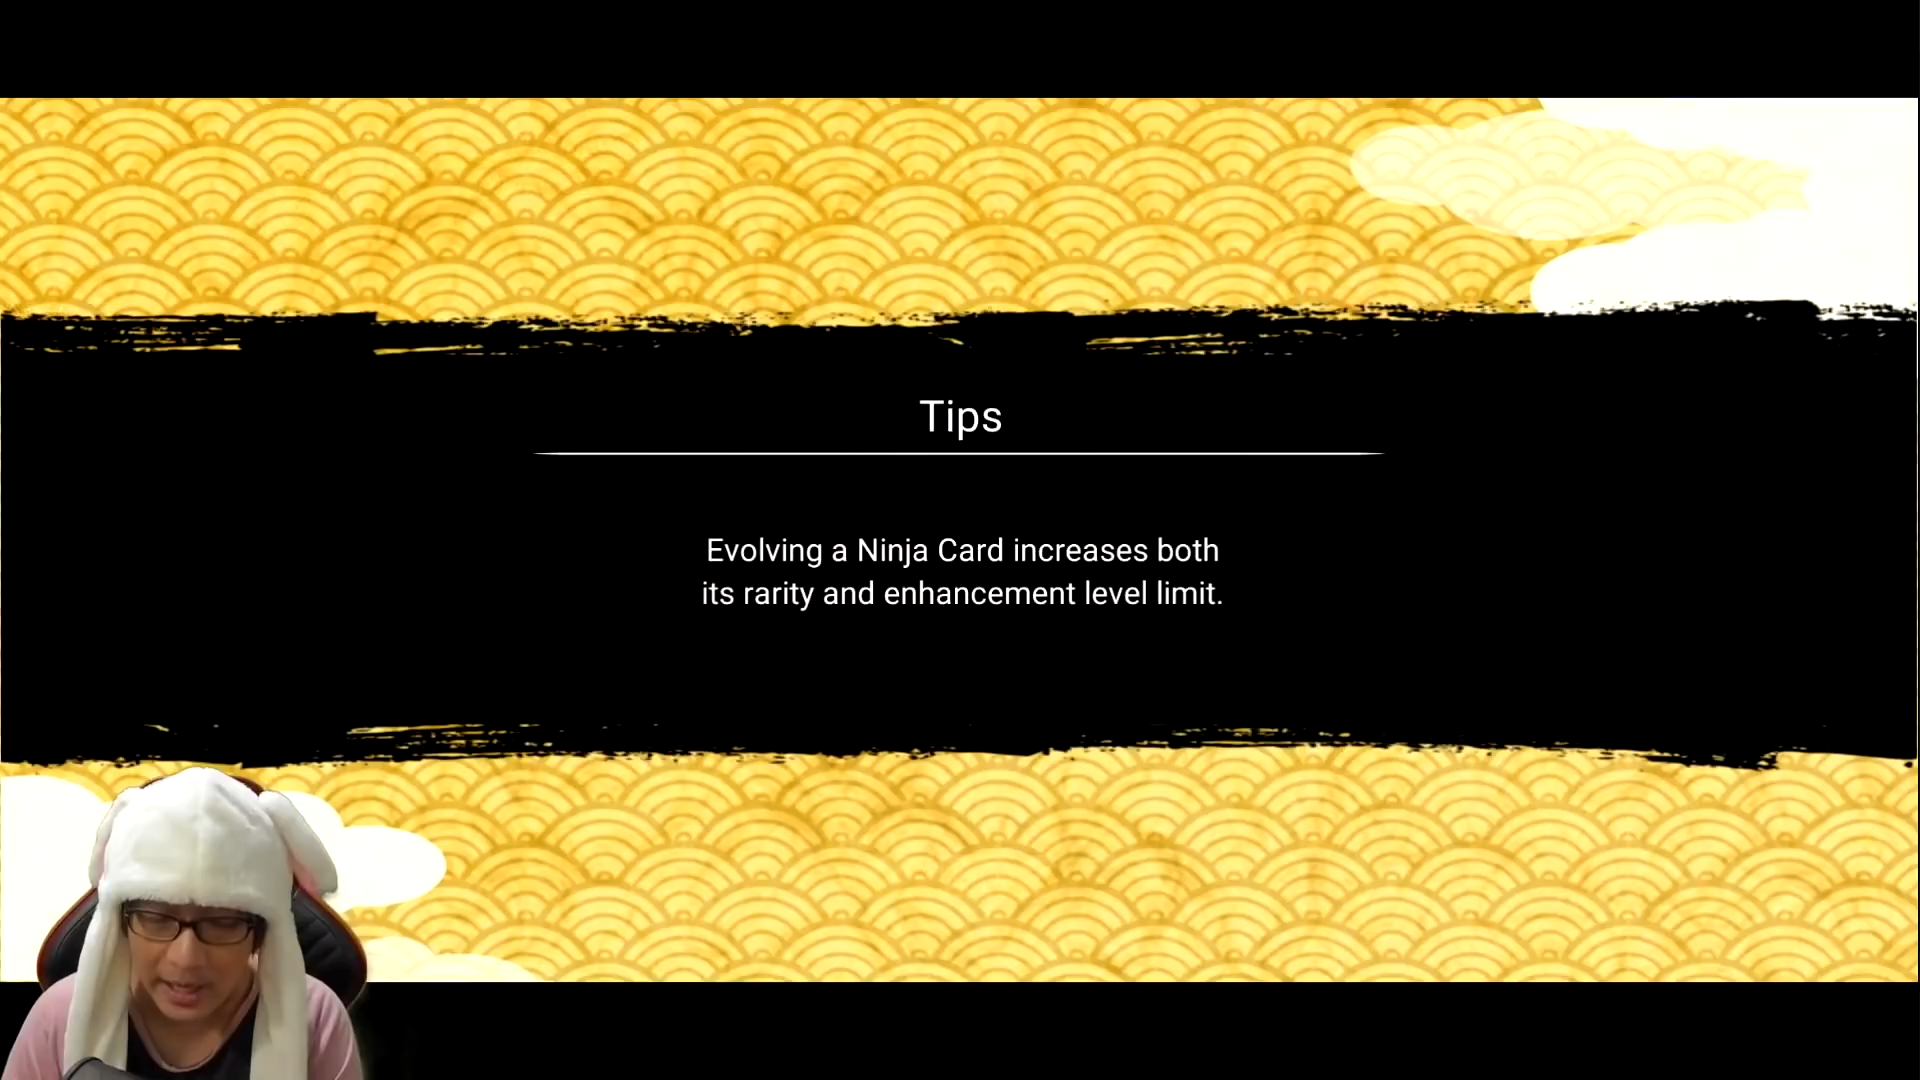 Tips
Evolving a Ninja Card increases both
its rarity and enhancement level limit.